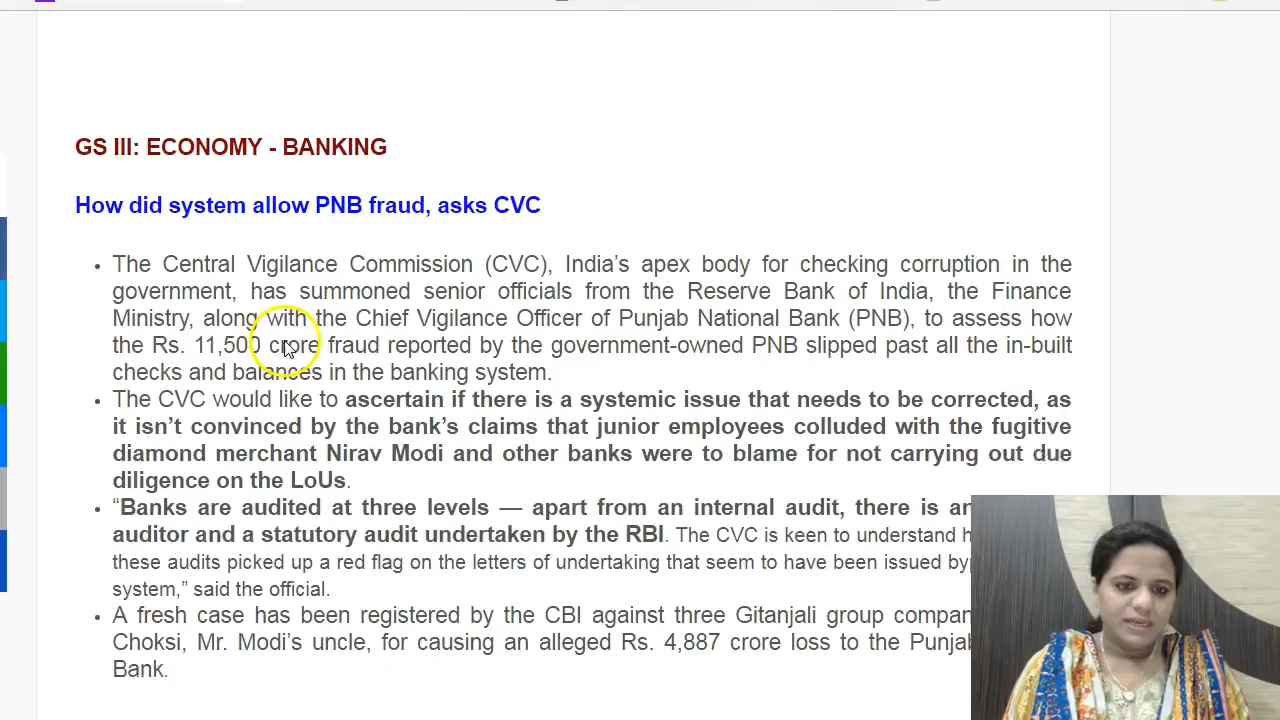 GS III: ECONOMY - BANKING
How did system allow PNB fraud, asks CVC
• The Central Vigilance Commission (CVC), India's apex body for checking corruption in the
government, has summoned senior officials from the Reserve Bank of India, the Finance
Ministry, along with the Chief Vigilance Officer of Punjab National Bank (PNB), to assess how
the Rs. 11,500 crore fraud reported by the government-owned PNB slipped past all the in-built
checks and balances in the banking system.
• The CVC would like to ascertain if there is a systemic issue that needs to be corrected, as
it isn't convinced by the bank's claims that junior employees colluded with the fugitive
diamond merchant Nirav Modi and other banks were to blame for not carrying out due
diligence on the LoUs.
• “Banks are audited at three levels — apart from an internal audit, there is an
auditor and a statutory audit undertaken by the RBI. The CVC is keen to understand
these audits picked up a red flag on the letters of undertaking that seem to have been issued
system,” said the official.
• A fresh case has been registered by the CBI against three Gitanjali group
Choksi, Mr. Modi's uncle, for causing an alleged Rs. 4,887 crore loss to the
Bank.